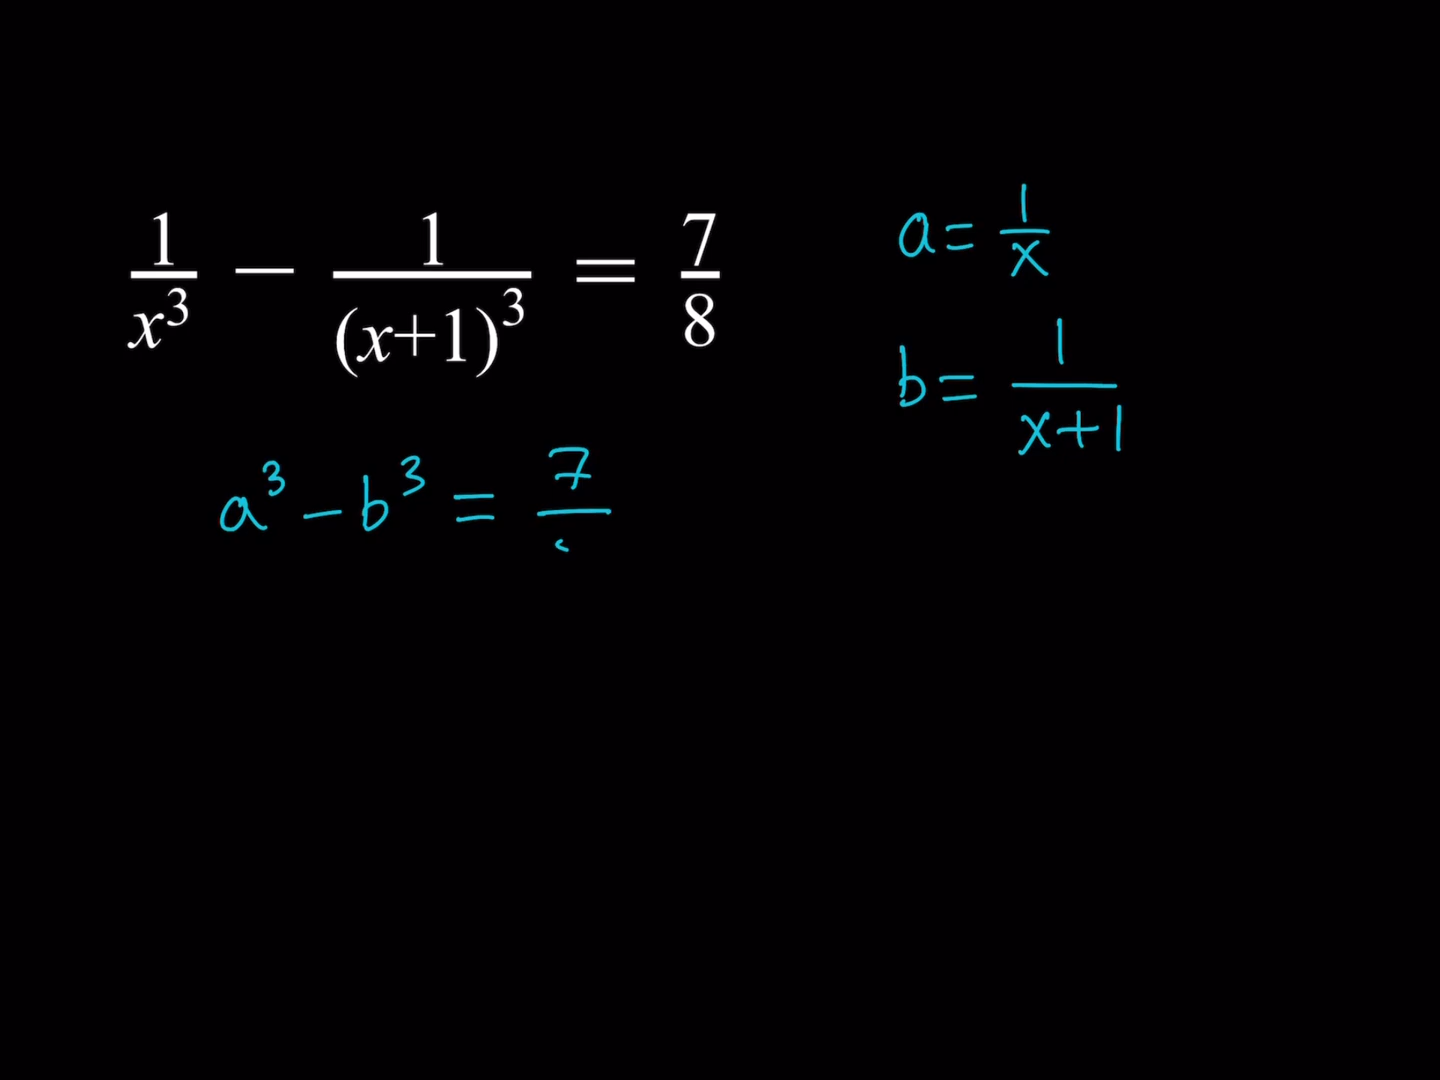 1/x³ − 1/(x+1)³ = 7/8
a = 1/x
b = 1/(x+1)
a³ − b³ = 7/